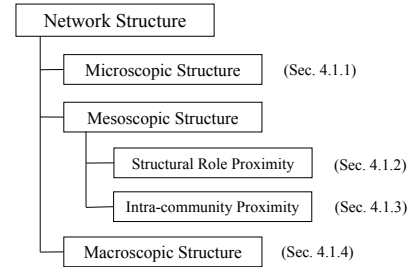 Network Structure
Microscopic Structure (Sec. 4.1.1)
Mesoscopic Structure
Structural Role Proximity (Sec. 4.1.2)
Intra-community Proximity (Sec. 4.1.3)
Macroscopic Structure (Sec. 4.1.4)